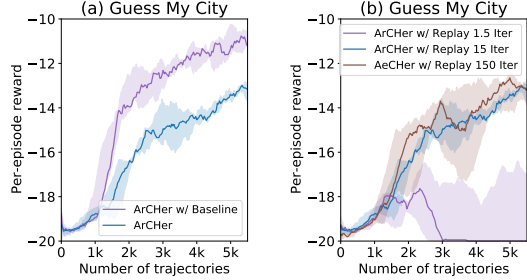 (a) Guess My City
Per-episode reward
−10
−12
−14
−16
−18
−20
ArCHer w/ Baseline
ArCHer
0 1k 2k 3k 4k 5k
Number of trajectories
(b) Guess My City
Per-episode reward
−10
−12
−14
−16
−18
−20
ArCHer w/ Replay 1.5 Iter
ArCHer w/ Replay 15 Iter
AeCHer w/ Replay 150 Iter
0 1k 2k 3k 4k 5k
Number of trajectories